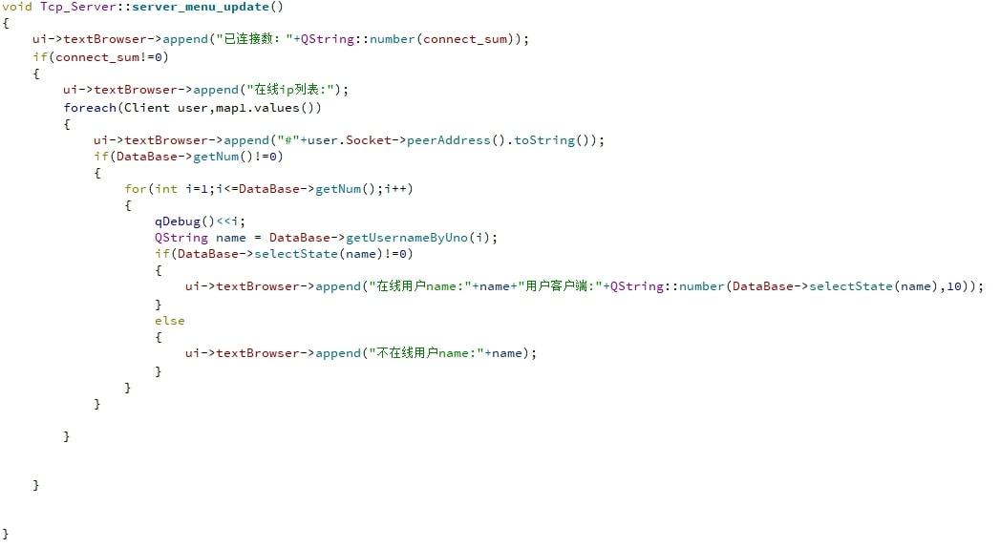 void Tcp_Server::server_menu_update()
{
    ui->textBrowser->append("已连接数："+QString::number(connect_sum));
    if(connect_sum!=0)
    {
        ui->textBrowser->append("在线ip列表:");
        foreach(Client user,map1.values())
        {
            ui->textBrowser->append("#"+user.Socket->peerAddress().toString());
            if(DataBase->getNum()!=0)
            {
                for(int i=1;i<=DataBase->getNum();i++)
                {
                    qDebug()<<i;
                    QString name = DataBase->getUsernameByUno(i);
                    if(DataBase->selectState(name)!=0)
                    {
                        ui->textBrowser->append("在线用户name:"+name+"用户客户端:"+QString::number(DataBase->selectState(name),10));
                    }
                    else
                    {
                        ui->textBrowser->append("不在线用户name:"+name);
                    }
                }
            }

        }


    }


}